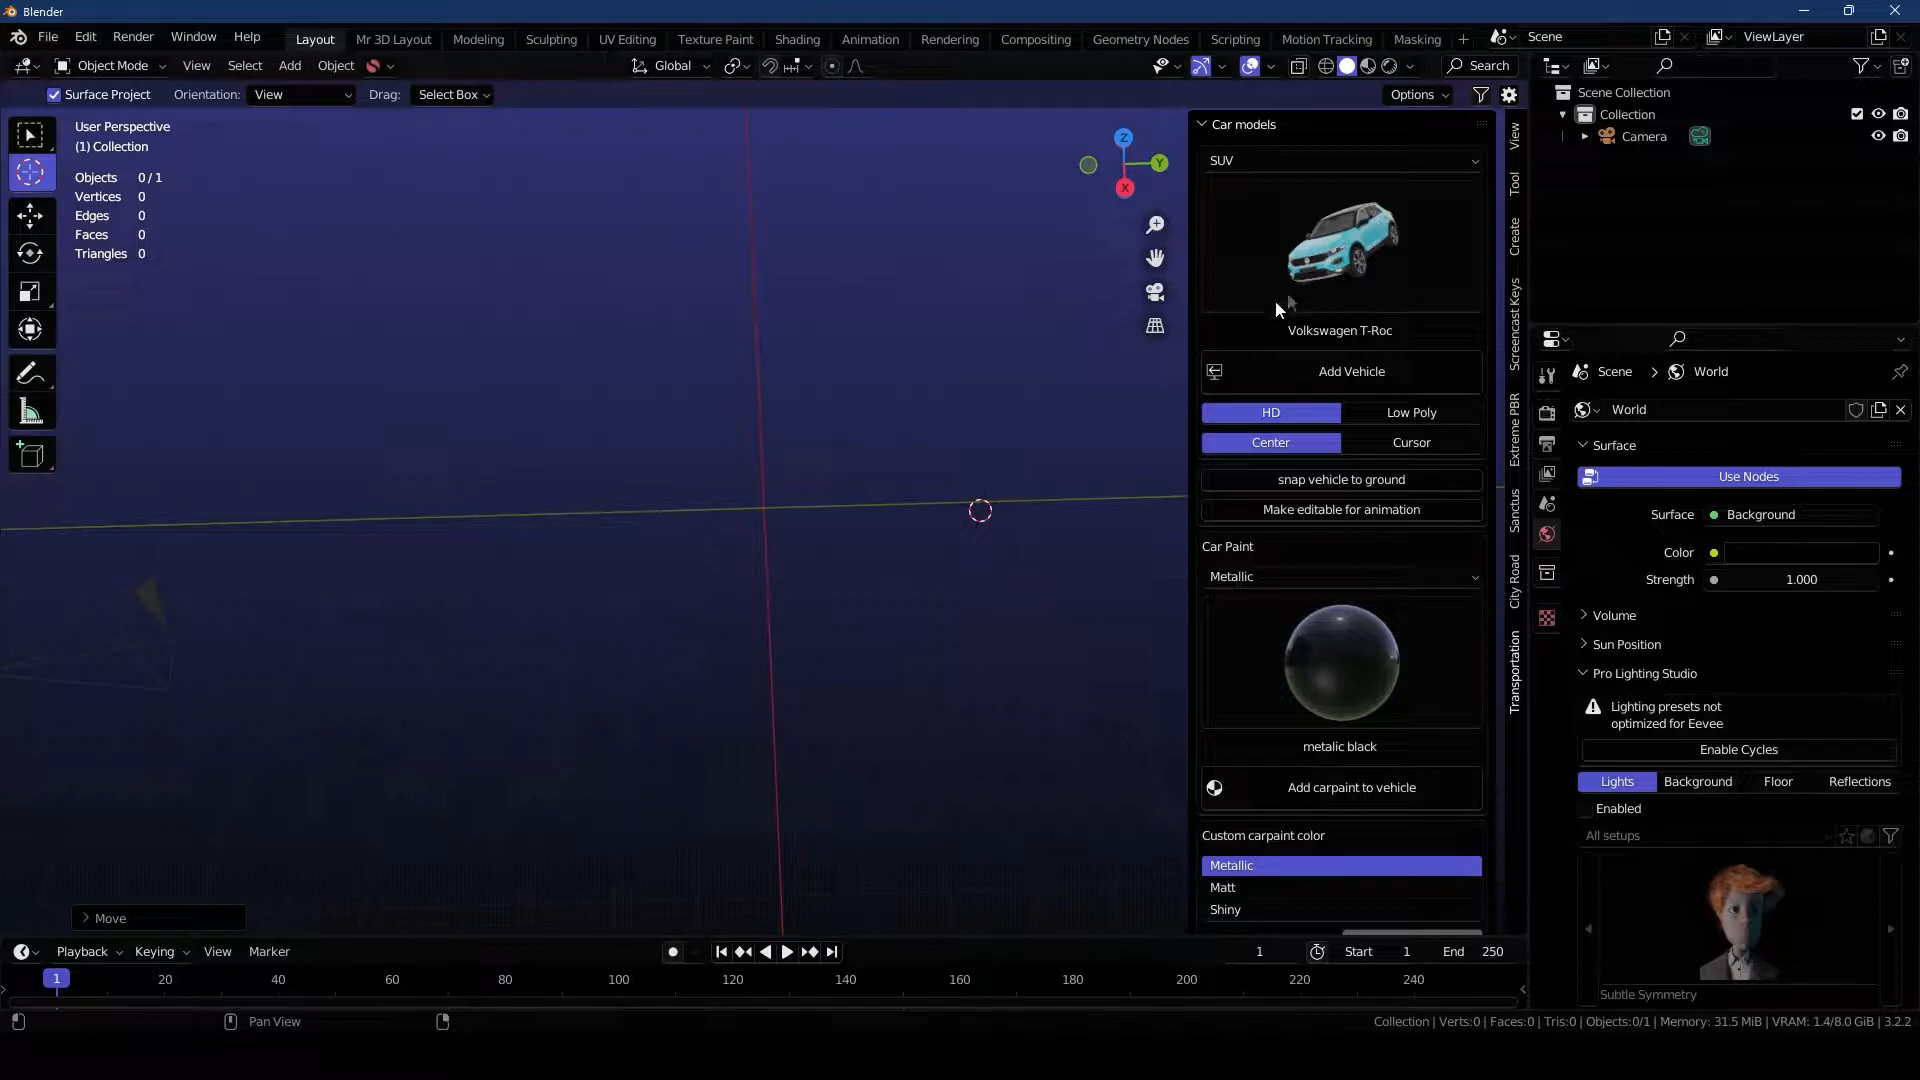 Blender
File Edit Render Window Help Layout Mr 3D Layout Modeling Sculpting UV Editing Texture Paint Shading Animation Rendering Compositing Geometry Nodes Scripting Motion Tracking Masking + Scene ViewLayer
Object Mode View Select Add Object Global Search
Surface Project Orientation: View Drag: Select Box Options
User Perspective
(1) Collection
Objects 0/1
Vertices 0
Edges 0
Faces 0
Triangles 0
Z
Y
X
Car models
SUV
Volkswagen T-Roc
Add Vehicle
HD Low Poly
Center Cursor
snap vehicle to ground
Make editable for animation
Car Paint
Metallic
metalic black
Add carpaint to vehicle
Custom carpaint color
Metallic
Matt
Shiny
View
Tool
Create
Screencast Keys
Extreme PBR
Sanctus
City Road
Transportation
Scene Collection
Collection
Camera
Scene World
World
Surface
Use Nodes
Surface Background
Color
Strength 1.000
Volume
Sun Position
Pro Lighting Studio
Lighting presets not
optimized for Eevee
Enable Cycles
Lights Background Floor Reflections
Enabled
All setups
Subtle Symmetry
Move
Playback Keying View Marker 1 Start 1 End 250
1 20 40 60 80 100 120 140 160 180 200 220 240
Pan View
Collection | Verts:0 | Faces:0 | Tris:0 | Objects:0/1 | Memory: 31.5 MiB | VRAM: 1.4/8.0 GiB | 3.2.2